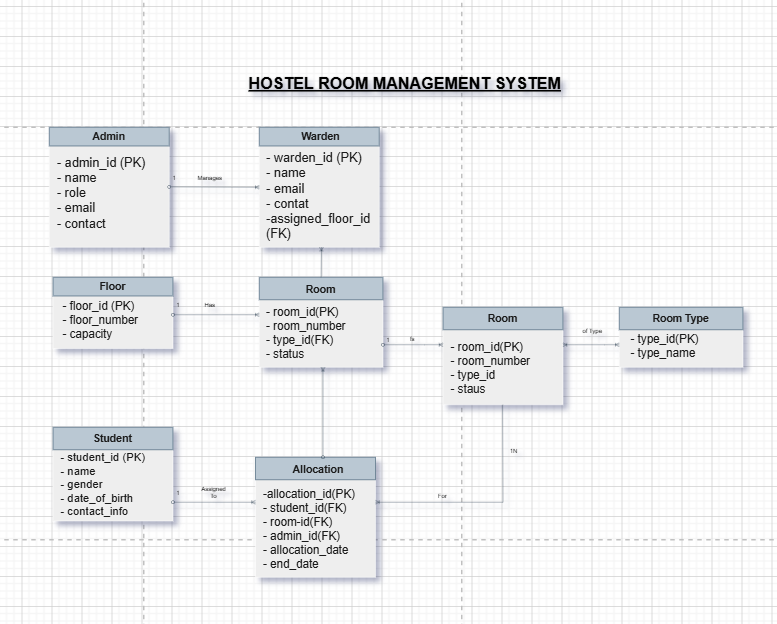 HOSTEL ROOM MANAGEMENT SYSTEM
Admin
- admin_id (PK)
- name
- role
- email
- contact
1
Manages
Warden
- warden_id (PK)
- name
- email
- contat
-assigned_floor_id
(FK)
Floor
- floor_id (PK)
- floor_number
- capacity
1
Has
Room
- room_id(PK)
- room_number
- type_id(FK)
- status
1
Room
- room_id(PK)
- room_number
- type_id
- staus
of Type
Room Type
- type_id(PK)
- type_name
Student
- student_id (PK)
- name
- gender
- date_of_birth
- contact_info
1
Assigned
To
Allocation
-allocation_id(PK)
- student_id(FK)
- room-id(FK)
- admin_id(FK)
- allocation_date
- end_date
For
1N